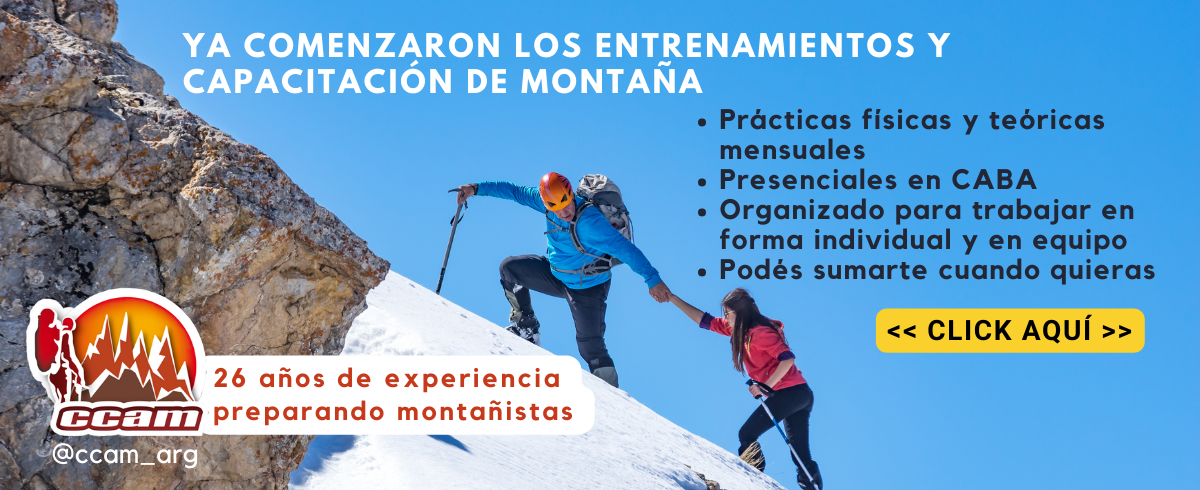 YA COMENZARON LOS ENTRENAMIENTOS Y
CAPACITACIÓN DE MONTAÑA
• Prácticas físicas y teóricas
mensuales
• Presenciales en CABA
• Organizado para trabajar en
forma individual y en equipo
• Podés sumarte cuando quieras
<< CLICK AQUÍ >>
26 años de experiencia
preparando montañistas
ccam
@ccam_arg